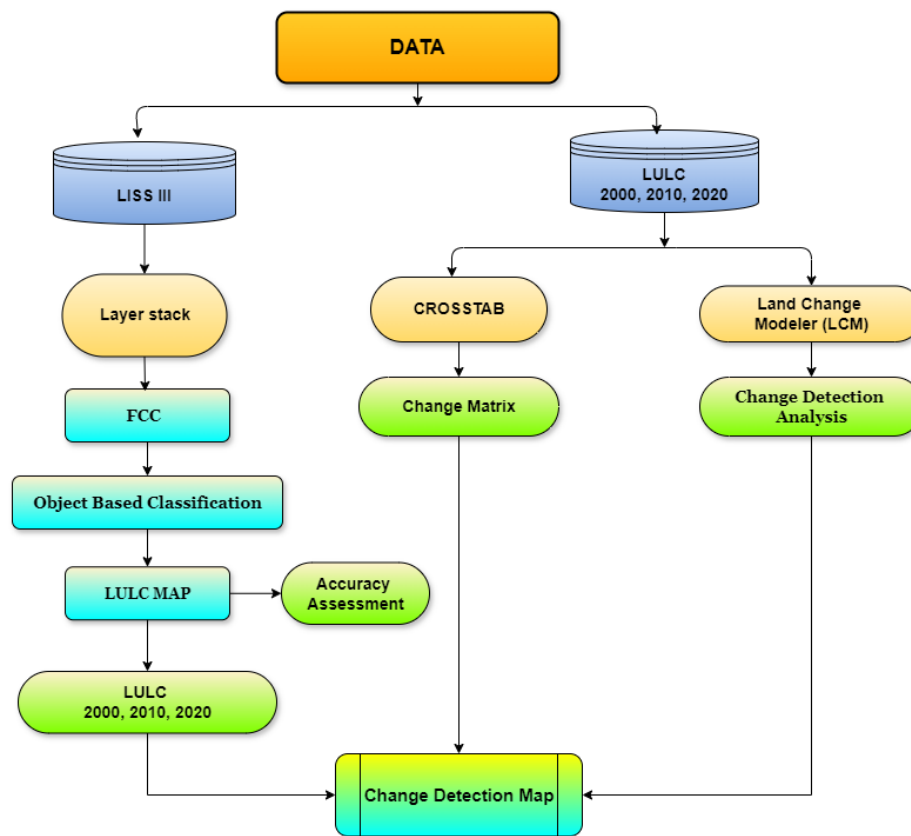 DATA
LISS III
LULC
2000, 2010, 2020
Layer stack
CROSSTAB
Land Change
Modeler (LCM)
FCC
Change Matrix
Change Detection
Analysis
Object Based Classification
LULC MAP
Accuracy
Assessment
LULC
2000, 2010, 2020
Change Detection Map